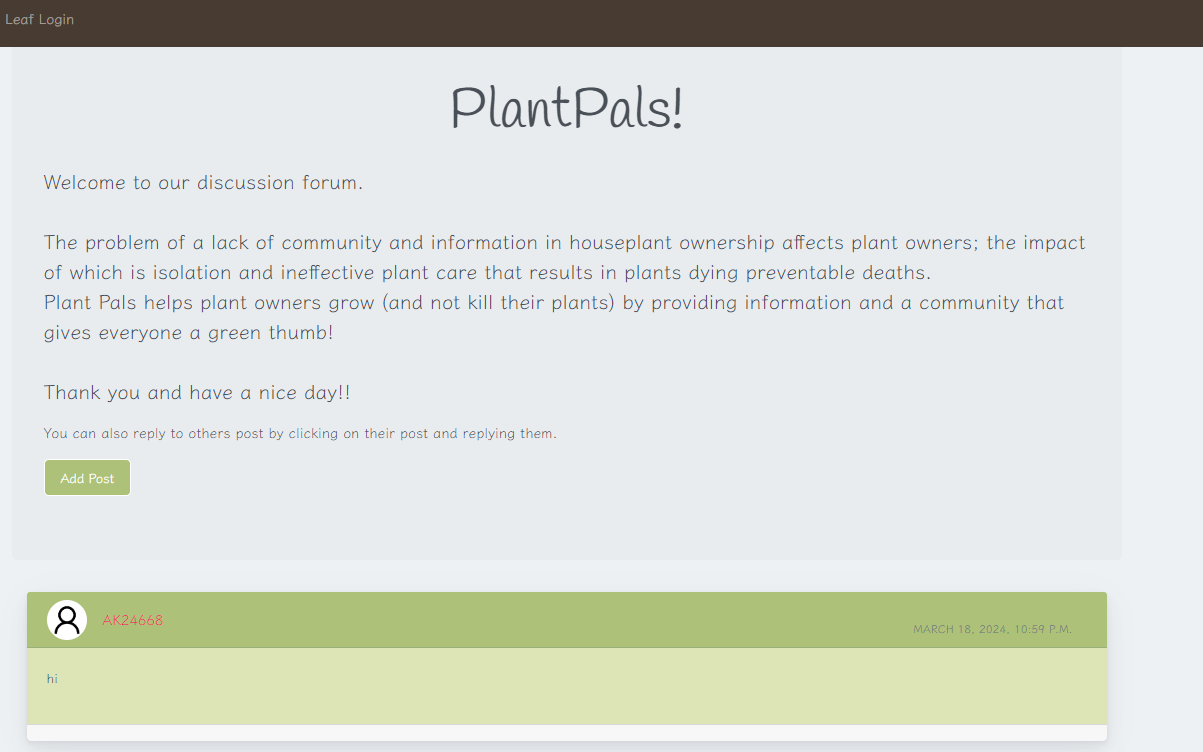 Leaf Login
PlantPals!
Welcome to our discussion forum.
The problem of a lack of community and information in houseplant ownership affects plant owners; the impact
of which is isolation and ineffective plant care that results in plants dying preventable deaths.
Plant Pals helps plant owners grow (and not kill their plants) by providing information and a community that
gives everyone a green thumb!
Thank you and have a nice day!!
You can also reply to others post by clicking on their post and replying them.
Add Post
AK24668
MARCH 18, 2024, 10:59 P.M.
hi